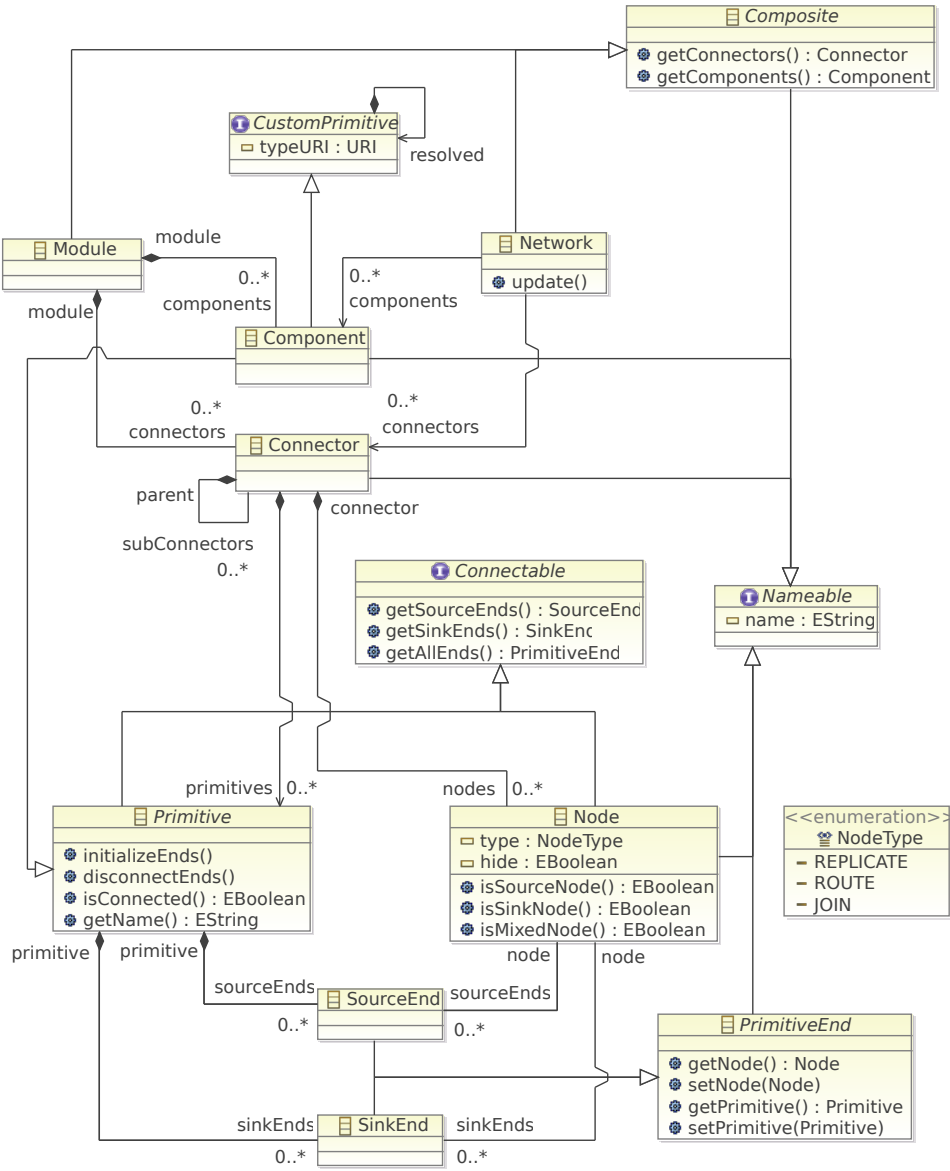 Composite
getConnectors() : Connector
getComponents() : Component
CustomPrimitive
typeURI : URI
resolved
Module
module
module
0..*
components
Network
update()
0..*
components
Component
0..*
connectors
0..*
connectors
Connector
parent
connector
subConnectors
0..*
Connectable
getSourceEnds() : SourceEnd
getSinkEnds() : SinkEnd
getAllEnds() : PrimitiveEnd
Nameable
name : EString
primitives 0..*
nodes 0..*
Primitive
initializeEnds()
disconnectEnds()
isConnected() : EBoolean
getName() : EString
Node
type : NodeType
hide : EBoolean
isSourceNode() : EBoolean
isSinkNode() : EBoolean
isMixedNode() : EBoolean
<<enumeration>>
NodeType
REPLICATE
ROUTE
JOIN
primitive
primitive
node
node
sourceEnds
0..*
SourceEnd
sourceEnds
0..*
PrimitiveEnd
getNode() : Node
setNode(Node)
getPrimitive() : Primitive
setPrimitive(Primitive)
sinkEnds
0..*
SinkEnd
sinkEnds
0..*